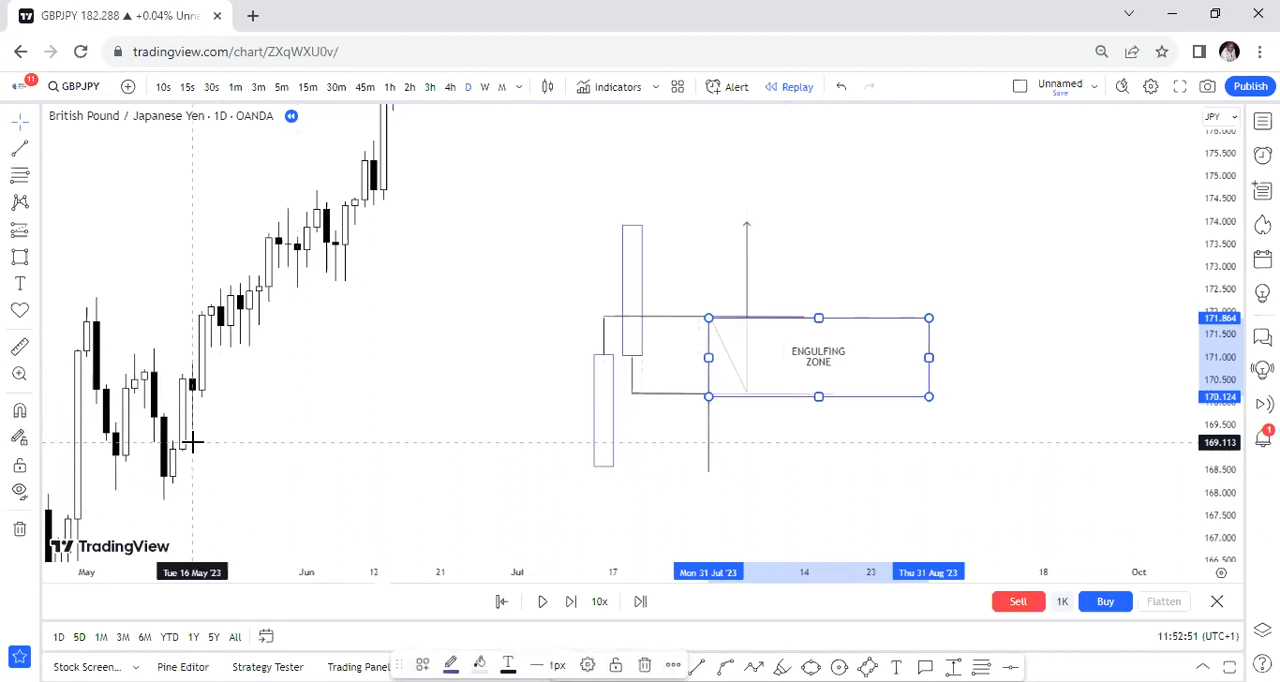 GBPJPY 182.288 ▲ +0.04% Unna
tradingview.com/chart/ZXqWXU0v/
11
GBPJPY 10s 15s 30s 1m 3m 5m 15m 30m 45m 1h 2h 3h 4h D W M Indicators Alert Replay Unnamed Save Publish
British Pound / Japanese Yen · 1D · OANDA
JPY
176.000
175.500
175.000
174.500
174.000
173.500
173.000
172.500
171.864
171.500
171.000
170.500
170.124
169.500
169.113
168.500
168.000
167.500
167.000
166.500
ENGULFING
ZONE
1
TradingView
May Tue 16 May '23 Jun 12 21 Jul 17 Mon 31 Jul '23 14 23 Thu 31 Aug '23 18 Oct
10x Sell 1K Buy Flatten
1D 5D 1M 3M 6M YTD 1Y 5Y All 11:52:51 (UTC+1)
Stock Screen... Pine Editor Strategy Tester Trading Panel 1px